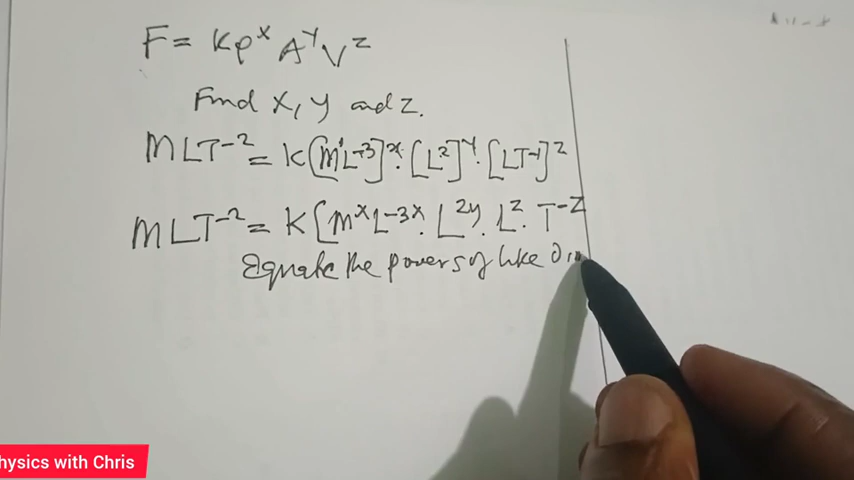 F = Kρ^x A^y V^z
Find x, y and z.
MLT^-2 = K[M^1L^-3]^x. [L^2]^y. [LT^-1]^z
MLT^-2 = K[M^x L^-3x. L^2y. L^z. T^-z
Equate the powers of like
hysics with Chris